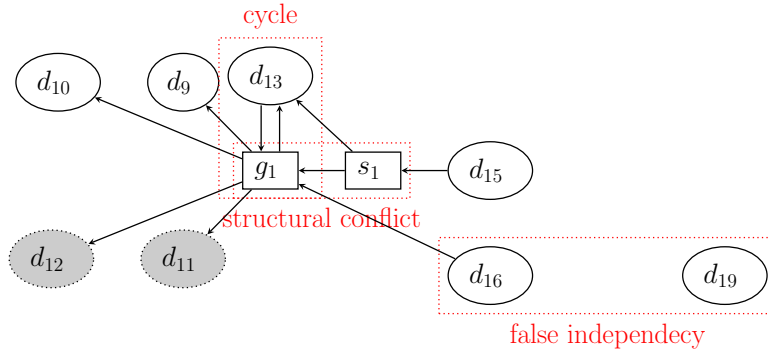 cycle
d₁₀
d₉
d₁₃
g₁
s₁
d₁₅
structural conflict
d₁₂
d₁₁
d₁₆
d₁₉
false independecy